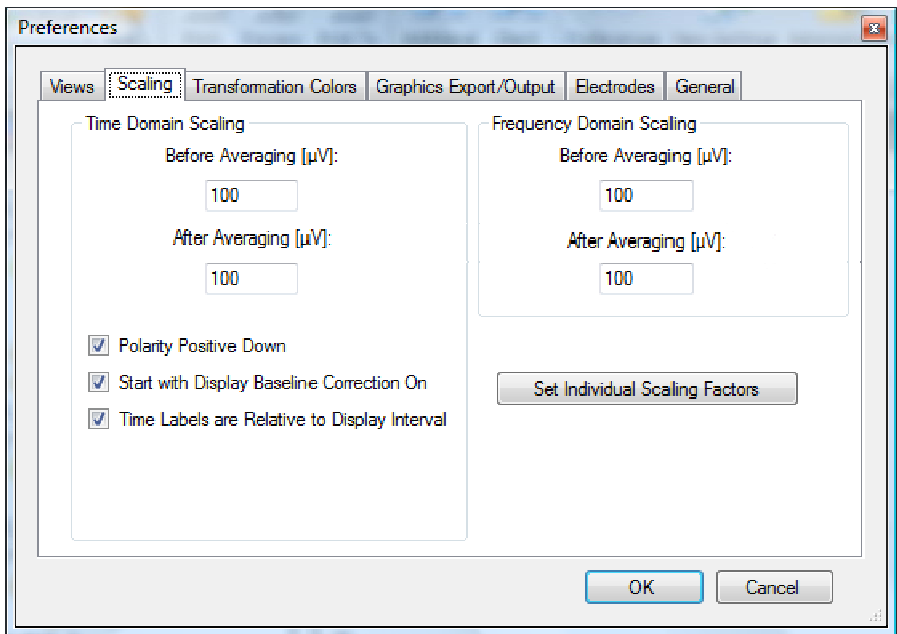 Preferences
Views Scaling Transfomation Colors Graphics Export/Output Electrodes General
Time Domain Scaling
Before Averaging [µV]:
100
After Averaging [µV]:
100
Polarity Positive Down
Start with Display Baseline Correction On
Time Labels are Relative to Display Interval
Frequency Domain Scaling
Before Averaging [µV]:
100
After Averaging [µV]:
100
Set Individual Scaling Factors
OK Cancel